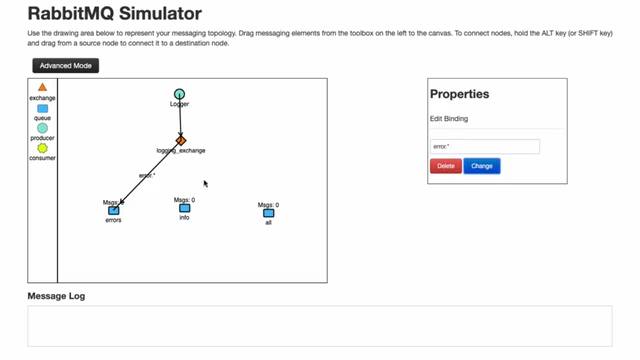 RabbitMQ Simulator
Use the drawing area below to represent your messaging topology. Drag messaging elements from the toolbox on the left to the canvas. To connect nodes, hold the ALT key (or SHIFT key)
and drag from a source node to connect it to a destination node.
Advanced Mode
exchange
queue
producer
consumer
Logger
logging_exchange
error.*
Msgs: 0
errors
Msgs: 0
info
Msgs: 0
all
Properties
Edit Binding
error.*
Delete
Change
Message Log